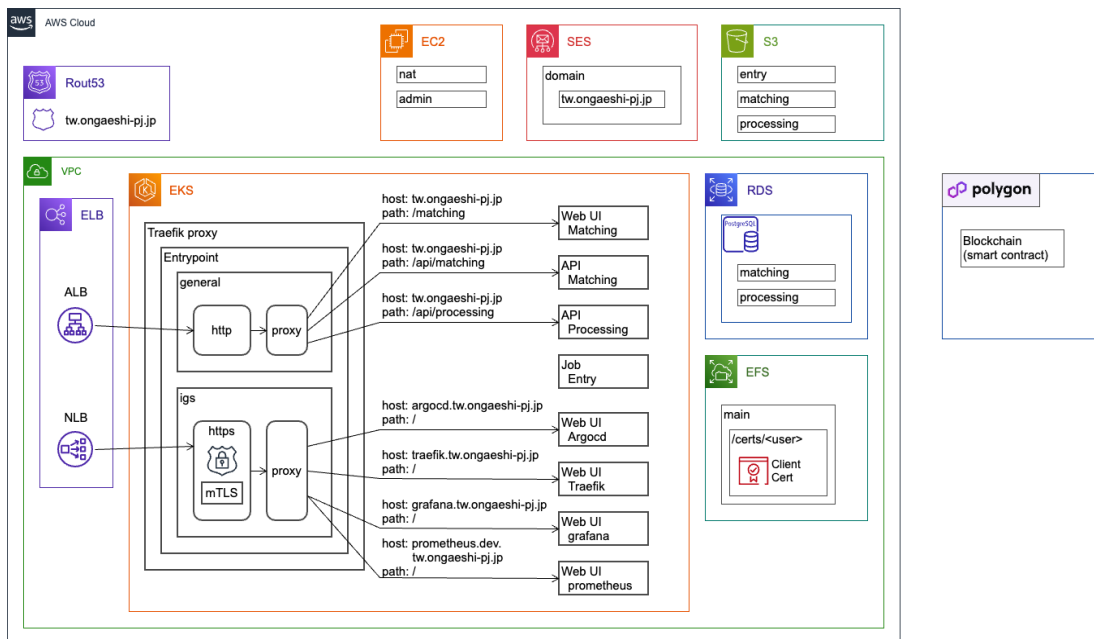 aws
AWS Cloud
EC2
nat
admin
SES
domain
tw.ongaeshi-pj.jp
S3
entry
matching
processing
53
Rout53
tw.ongaeshi-pj.jp
VPC
ELB
ALB
NLB
K
EKS
Traefik proxy
Entrypoint
general
http
proxy
igs
https
mTLS
proxy
host: tw.ongaeshi-pj.jp
path: /matching
host: tw.ongaeshi-pj.jp
path: /api/matching
host: tw.ongaeshi-pj.jp
path: /api/processing
host: argocd.tw.ongaeshi-pj.jp
path: /
host: traefik.tw.ongaeshi-pj.jp
path: /
host: grafana.tw.ongaeshi-pj.jp
path: /
host: prometheus.dev.
tw.ongaeshi-pj.jp
path: /
Web UI
Matching
API
Matching
API
Processing
Job
Entry
Web UI
Argocd
Web UI
Traefik
Web UI
grafana
Web UI
prometheus
RDS
PostgreSQL
matching
processing
EFS
main
/certs/<user>
Client
Cert
polygon
Blockchain
(smart contract)